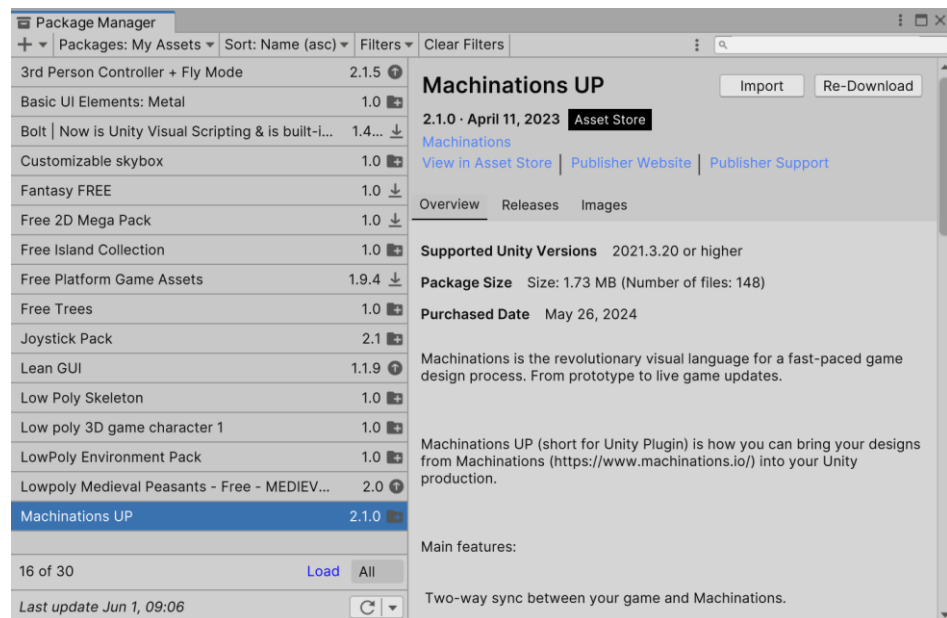 Package Manager
Packages: My Assets Sort: Name (asc) Filters Clear Filters
3rd Person Controller + Fly Mode 2.1.5
Basic UI Elements: Metal 1.0
Bolt | Now is Unity Visual Scripting & is built-i... 1.4...
Customizable skybox 1.0
Fantasy FREE 1.0
Free 2D Mega Pack 1.0
Free Island Collection 1.0
Free Platform Game Assets 1.9.4
Free Trees 1.0
Joystick Pack 2.1
Lean GUI 1.1.9
Low Poly Skeleton 1.0
Low poly 3D game character 1 1.0
LowPoly Environment Pack 1.0
Lowpoly Medieval Peasants - Free - MEDIEV... 2.0
Machinations UP 2.1.0
16 of 30 Load All
Last update Jun 1, 09:06
Machinations UP Import Re-Download
2.1.0 · April 11, 2023 Asset Store
Machinations
View in Asset Store | Publisher Website | Publisher Support
Overview Releases Images
Supported Unity Versions 2021.3.20 or higher
Package Size Size: 1.73 MB (Number of files: 148)
Purchased Date May 26, 2024
Machinations is the revolutionary visual language for a fast-paced game
design process. From prototype to live game updates.
Machinations UP (short for Unity Plugin) is how you can bring your designs
from Machinations (https://www.machinations.io/) into your Unity
production.
Main features:
Two-way sync between your game and Machinations.